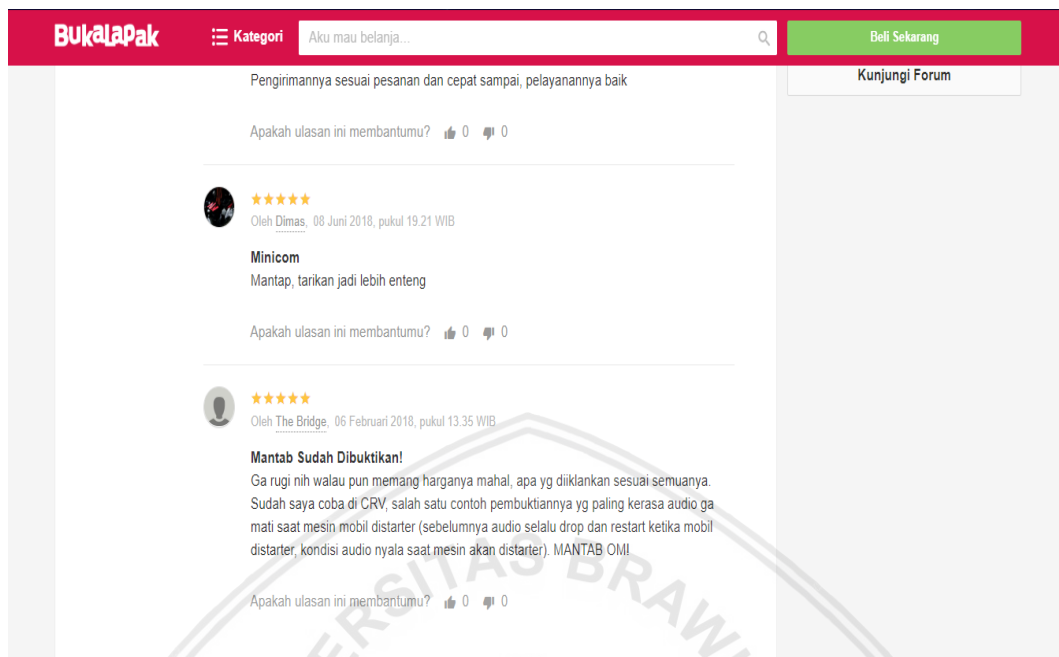 BukaLapak
Kategori
Aku mau belanja...
Beli Sekarang
Kunjungi Forum
Pengirimannya sesuai pesanan dan cepat sampai, pelayanannya baik
Apakah ulasan ini membantumu? 0 0
Oleh Dimas, 08 Juni 2018, pukul 19.21 WIB
Minicom
Mantap, tarikan jadi lebih enteng
Apakah ulasan ini membantumu? 0 0
Oleh The Bridge, 06 Februari 2018, pukul 13.35 WIB
Mantab Sudah Dibuktikan!
Ga rugi nih walau pun memang harganya mahal, apa yg diiklankan sesuai semuanya.
Sudah saya coba di CRV, salah satu contoh pembuktiannya yg paling kerasa audio ga
mati saat mesin mobil distarter (sebelumnya audio selalu drop dan restart ketika mobil
distarter, kondisi audio nyala saat mesin akan distarter). MANTAB OM!
Apakah ulasan ini membantumu? 0 0
ERSITAS BRAW